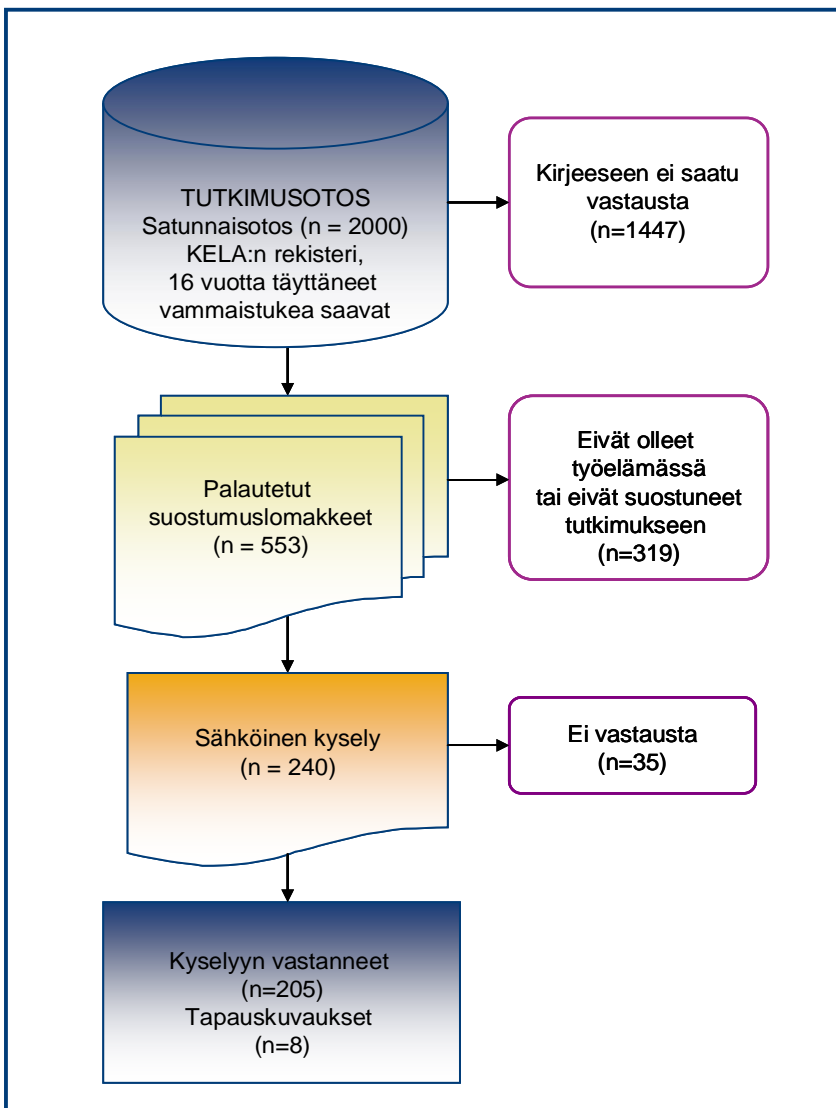 TUTKIMUSOTOS
Satunnaisotos (n = 2000)
KELA:n rekisteri,
16 vuotta täyttäneet
vammaistukea saavat
Kirjeeseen ei saatu
vastausta
(n=1447)
Palautetut
suostumuslomakkeet
(n = 553)
Eivät olleet
työelämässä
tai eivät suostuneet
tutkimukseen
(n=319)
Sähköinen kysely
(n = 240)
Ei vastausta
(n=35)
Kyselyyn vastanneet
(n=205)
Tapauskuvaukset
(n=8)